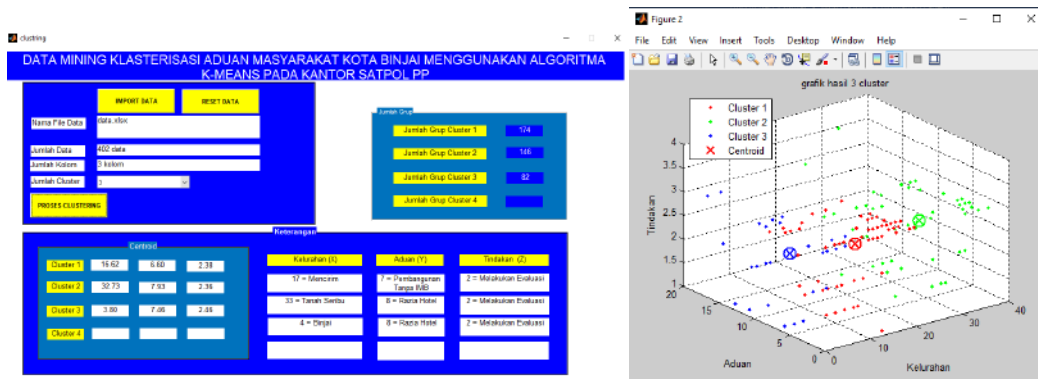 clustring
DATA MINING KLASTERISASI ADUAN MASYARAKAT KOTA BINJAI MENGGUNAKAN ALGORITMA
K-MEANS PADA KANTOR SATPOL PP
IMPORT DATA
RESET DATA
Nama File Data
data.xlsx
Jumlah Data
402 data
Jumlah Kolom
3 kolom
Jumlah Cluster
3
PROSES CLUSTERING
Jumlah Grup
Jumlah Grup Cluster 1
174
Jumlah Grup Cluster 2
146
Jumlah Grup Cluster 3
82
Jumlah Grup Cluster 4
Keterangan
Centroid
Cluster 1
16.62
6.80
2.38
Cluster 2
32.73
7.93
2.36
Cluster 3
3.80
7.46
2.46
Cluster 4
Kelurahan (X)
Aduan (Y)
Tindakan (Z)
17 = Mencirim
7 = Pembangunan
Tanpa IMB
2 = Melakukan Evaluasi
33 = Tanah Seribu
8 = Razia Hotel
2 = Melakukan Evaluasi
4 = Binjai
8 = Razia Hotel
2 = Melakukan Evaluasi
Figure 2
File Edit View Insert Tools Desktop Window Help
grafik hasil 3 cluster
Cluster 1
Cluster 2
Cluster 3
Centroid
4
3.5
3
2.5
2
1.5
1
Tindakan
20
15
10
5
0
Aduan
0
10
20
30
40
Kelurahan